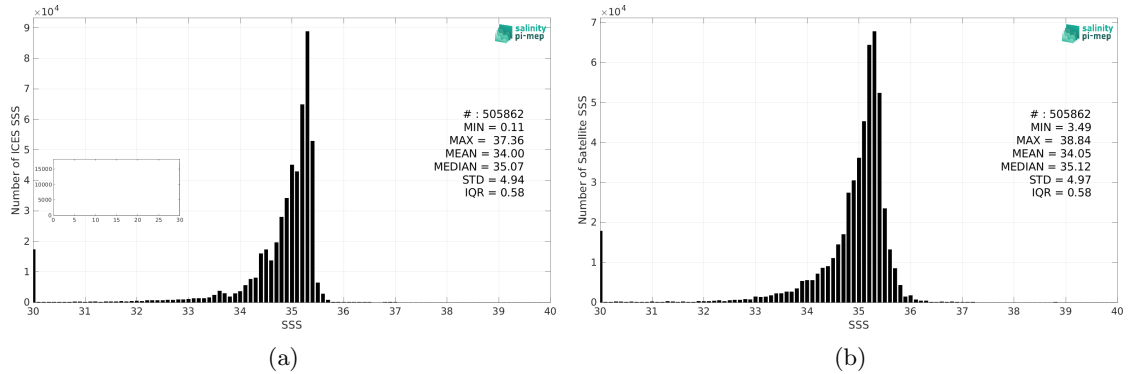 ×10⁴
9
8
7
6
5
4
3
2
1
0
Number of ICES SSS
15000
10000
5000
0
0 5 10 15 20 25 30
salinity
pi-mep
# : 505862
MIN = 0.11
MAX = 37.36
MEAN = 34.00
MEDIAN = 35.07
STD = 4.94
IQR = 0.58
30 31 32 33 34 35 36 37 38 39 40
SSS
(a)
×10⁴
7
6
5
4
3
2
1
0
Number of Satellite SSS
salinity
pi-mep
# : 505862
MIN = 3.49
MAX = 38.84
MEAN = 34.05
MEDIAN = 35.12
STD = 4.97
IQR = 0.58
30 31 32 33 34 35 36 37 38 39 40
SSS
(b)